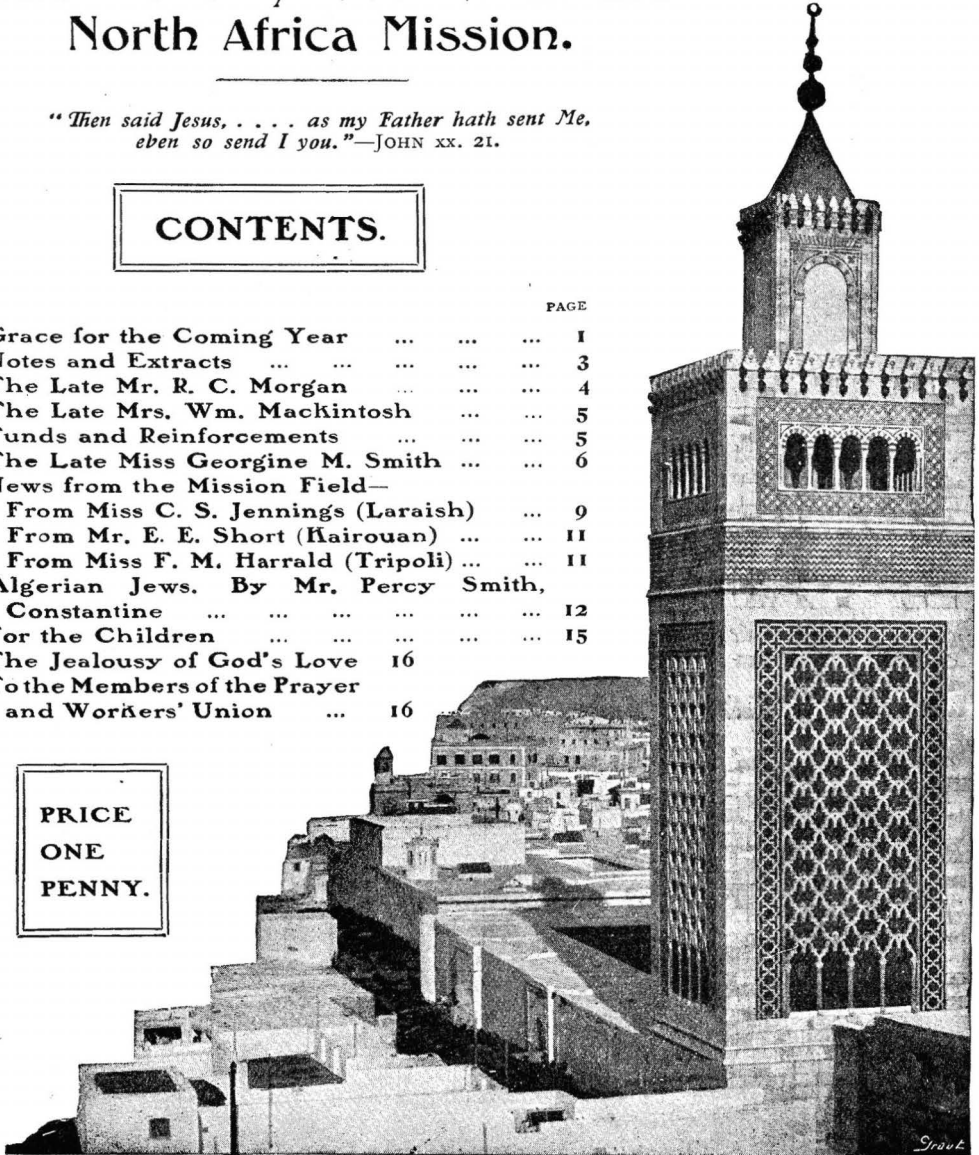 North Africa Mission.
"Then said Jesus, . . . . . as my Father hath sent Me,
even so send I you."—JOHN xx. 21.
CONTENTS.
PAGE
Grace for the Coming Year ... ... ... 1
Notes and Extracts ... ... ... ... ... 3
The Late Mr. R. C. Morgan ... ... ... 4
The Late Mrs. Wm. Mackintosh ... ... 5
Funds and Reinforcements ... ... ... 5
The Late Miss Georgine M. Smith ... ... 6
News from the Mission Field—
From Miss C. S. Jennings (Laraish) ... 9
From Mr. E. E. Short (Kairouan) ... ... 11
From Miss F. M. Harrald (Tripoli) ... ... 11
Algerian Jews. By Mr. Percy Smith,
Constantine ... ... ... ... ... ... 12
For the Children ... ... ... ... ... 15
The Jealousy of God's Love 16
To the Members of the Prayer
and Workers' Union ... 16
PRICE
ONE
PENNY.
Grout